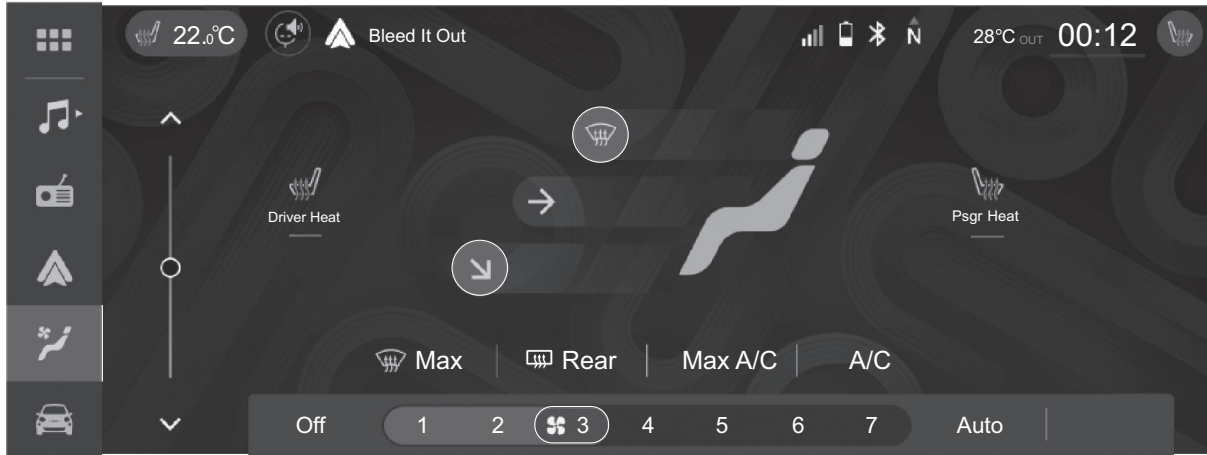 22.0°C
Bleed It Out
N
28°C OUT 00:12
Driver Heat
Psgr Heat
Max
Rear
Max A/C
A/C
Off 1 2 3 4 5 6 7 Auto